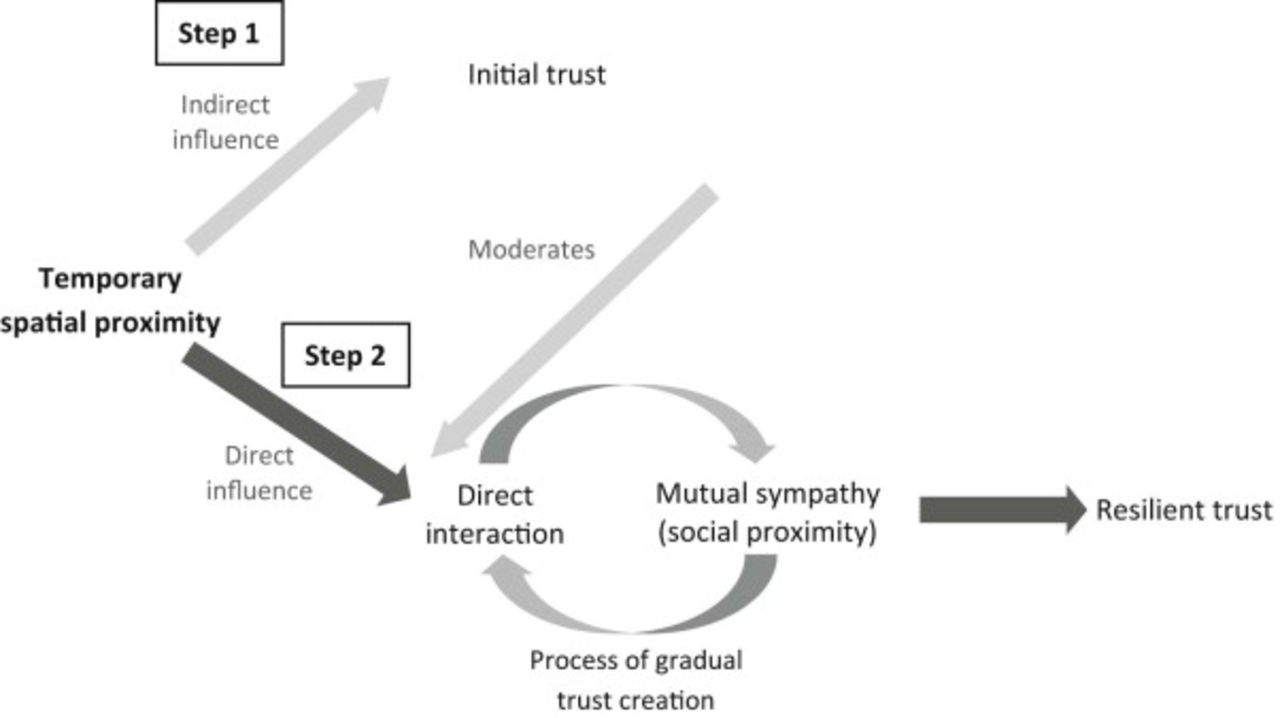 Step 1
Initial trust
Indirect
influence
Moderates
Temporary
spatial proximity
Step 2
Direct
influence
Direct
interaction
Mutual sympathy
(social proximity)
Resilient trust
Process of gradual
trust creation